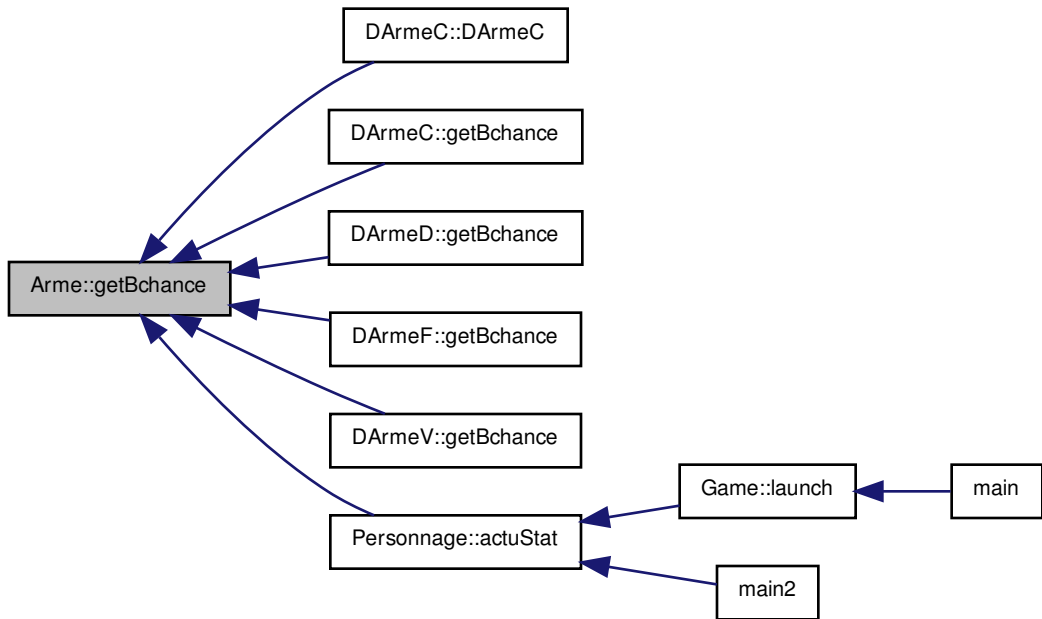 DArmeC::DArmeC
DArmeC::getBchance
DArmeD::getBchance
Arme::getBchance
DArmeF::getBchance
DArmeV::getBchance
Game::launch
main
Personnage::actuStat
main2